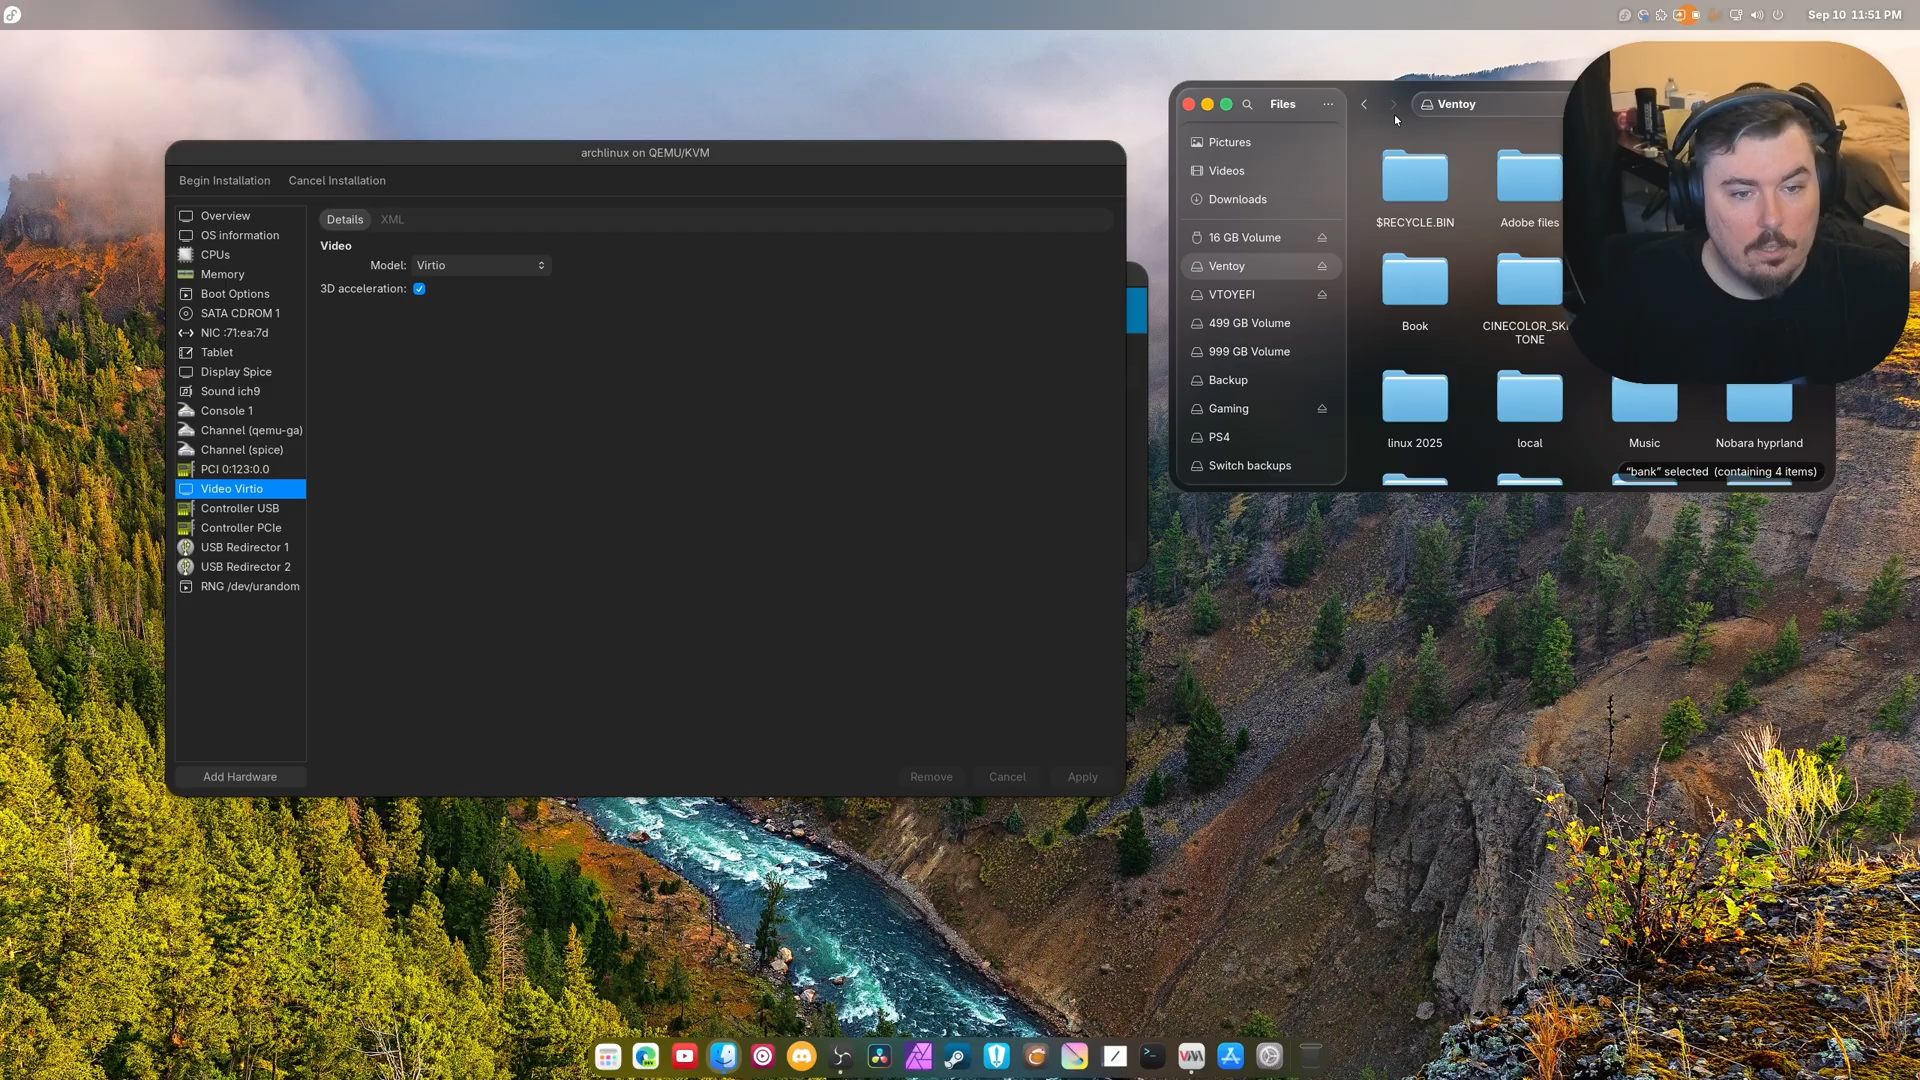 Sep 10 11:51 PM
archlinux on QEMU/KVM
Begin Installation
Cancel Installation
Overview
OS information
CPUs
Memory
Boot Options
SATA CDROM 1
NIC :71:ea:7d
Tablet
Display Spice
Sound ich9
Console 1
Channel (qemu-ga)
Channel (spice)
PCI 0:123:0.0
Video Virtio
Controller USB
Controller PCIe
USB Redirector 1
USB Redirector 2
RNG /dev/urandom
Add Hardware
Details
XML
Video
Model: Virtio
3D acceleration:
Remove
Cancel
Apply
Files
Pictures
Videos
Downloads
16 GB Volume
Ventoy
VTOYEFI
499 GB Volume
999 GB Volume
Backup
Gaming
PS4
Switch backups
Ventoy
$RECYCLE.BIN
Adobe files
Book
TONE
linux 2025
local
Music
Nobara hyprland
"bank" selected (containing 4 items)